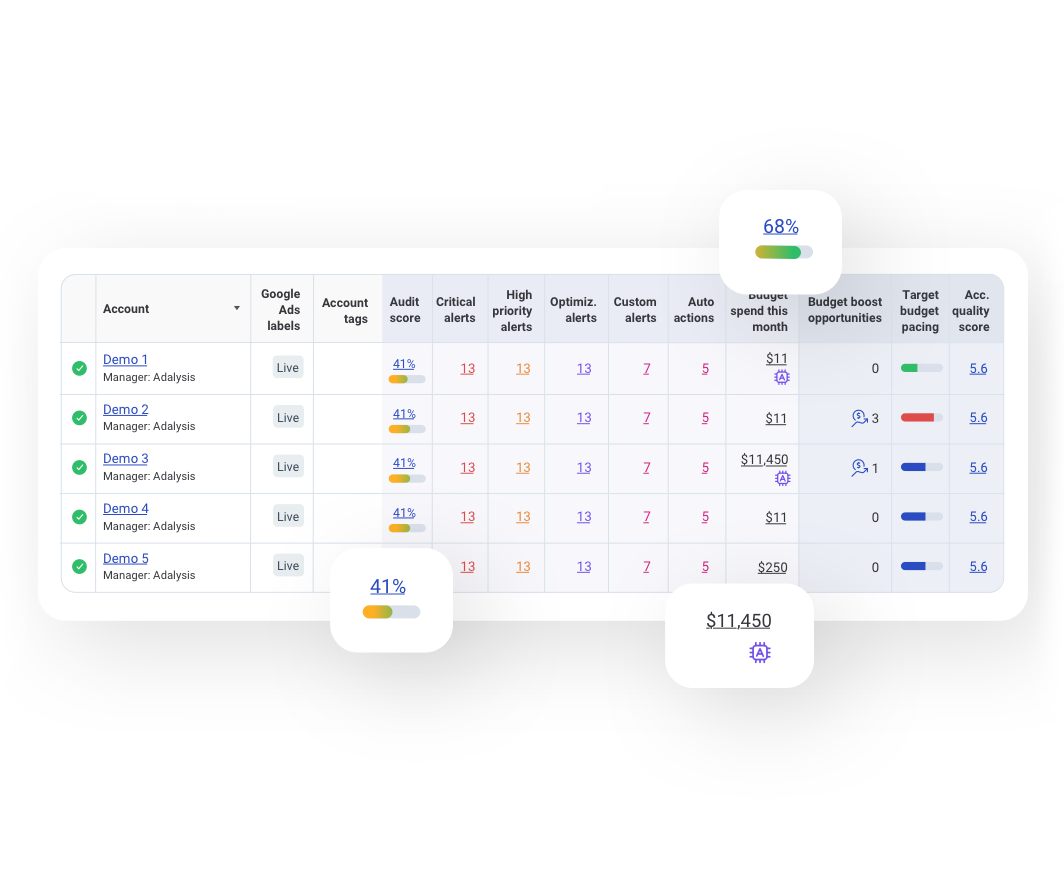 68%
Account
Google
Ads
labels
Account
tags
Audit
score
Critical
alerts
High
priority
alerts
Optimiz.
alerts
Custom
alerts
Auto
actions
Budget
spend this
month
Budget boost
opportunities
Target
budget
pacing
Acc.
quality
score
Demo 1
Manager: Adalysis
Live
41%
13
13
13
7
5
$11
A
0
5.6
Demo 2
Manager: Adalysis
Live
41%
13
13
13
7
5
$11
$
3
5.6
Demo 3
Manager: Adalysis
Live
41%
13
13
13
7
5
$11,450
A
$
1
5.6
Demo 4
Manager: Adalysis
Live
41%
13
13
13
7
5
$11
0
5.6
Demo 5
Manager: Adalysis
Live
13
13
13
7
5
$250
0
5.6
41%
$11,450
A